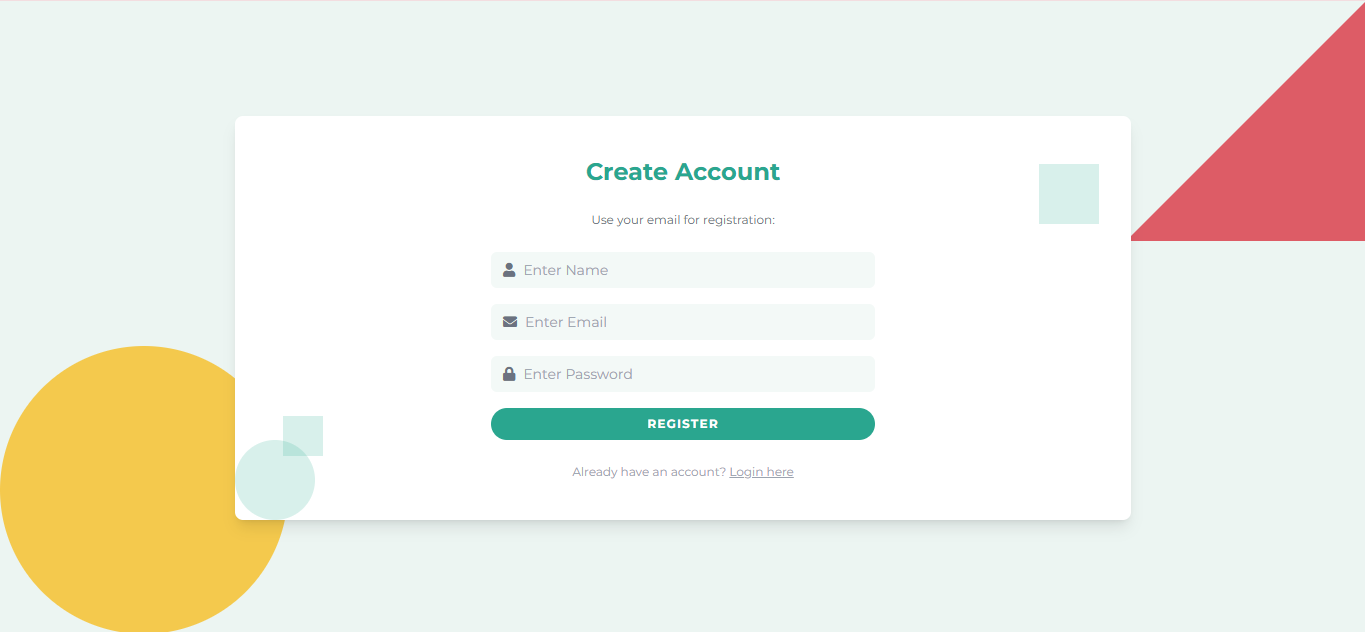 Create Account
Use your email for registration:
Enter Name
Enter Email
Enter Password
REGISTER
Already have an account? Login here